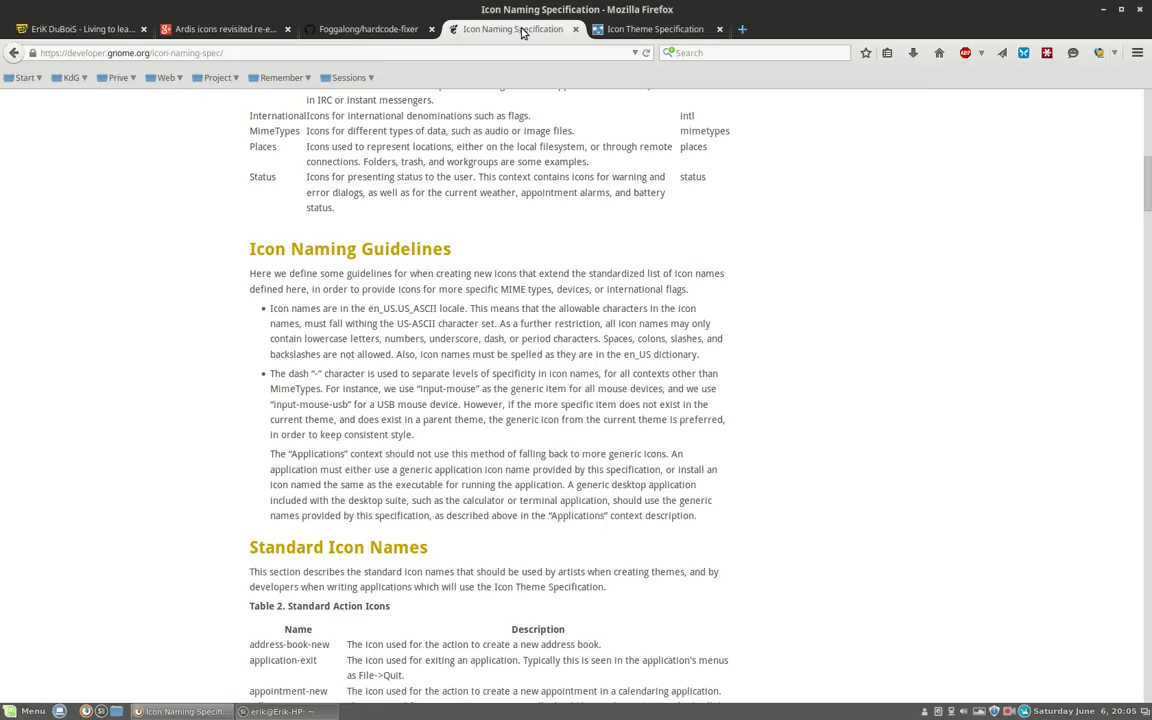 Icon Naming Specification - Mozilla Firefox
EriK DuBoiS - Living to lea...
Ardis icons revisited re-e...
Foggalong/hardcode-fixer
Icon Naming Specification
Icon Theme Specification
https://developer.gnome.org/icon-naming-spec/
Search
ABP
Start
KdG
Prive
Web
Project
Remember
Sessions
in IRC or instant messengers.
International Icons for international denominations such as flags. intl
MimeTypes Icons for different types of data, such as audio or image files. mimetypes
Places Icons used to represent locations, either on the local filesystem, or through remote places
connections. Folders, trash, and workgroups are some examples.
Status Icons for presenting status to the user. This context contains icons for warning and status
error dialogs, as well as for the current weather, appointment alarms, and battery
status.
Icon Naming Guidelines
Here we define some guidelines for when creating new icons that extend the standardized list of icon names
defined here, in order to provide icons for more specific MIME types, devices, or international flags.
• Icon names are in the en_US.US_ASCII locale. This means that the allowable characters in the icon
names, must fall withing the US-ASCII character set. As a further restriction, all icon names may only
contain lowercase letters, numbers, underscore, dash, or period characters. Spaces, colons, slashes, and
backslashes are not allowed. Also, icon names must be spelled as they are in the en_US dictionary.
• The dash “-” character is used to separate levels of specificity in icon names, for all contexts other than
MimeTypes. For instance, we use “input-mouse” as the generic item for all mouse devices, and we use
“input-mouse-usb” for a USB mouse device. However, if the more specific item does not exist in the
current theme, and does exist in a parent theme, the generic icon from the current theme is preferred,
in order to keep consistent style.
The “Applications” context should not use this method of falling back to more generic icons. An
application must either use a generic application icon name provided by this specification, or install an
icon named the same as the executable for running the application. A generic desktop application
included with the desktop suite, such as the calculator or terminal application, should use the generic
names provided by this specification, as described above in the “Applications” context description.
Standard Icon Names
This section describes the standard icon names that should be used by artists when creating themes, and by
developers when writing applications which will use the Icon Theme Specification.
Table 2. Standard Action Icons
Name Description
address-book-new The icon used for the action to create a new address book.
application-exit The icon used for exiting an application. Typically this is seen in the application's menus
as File->Quit.
appointment-new The icon used for the action to create a new appointment in a calendaring application.
Menu
Icon Naming Specifi...
erik@Erik-HP: ~
Saturday June 6, 20:05